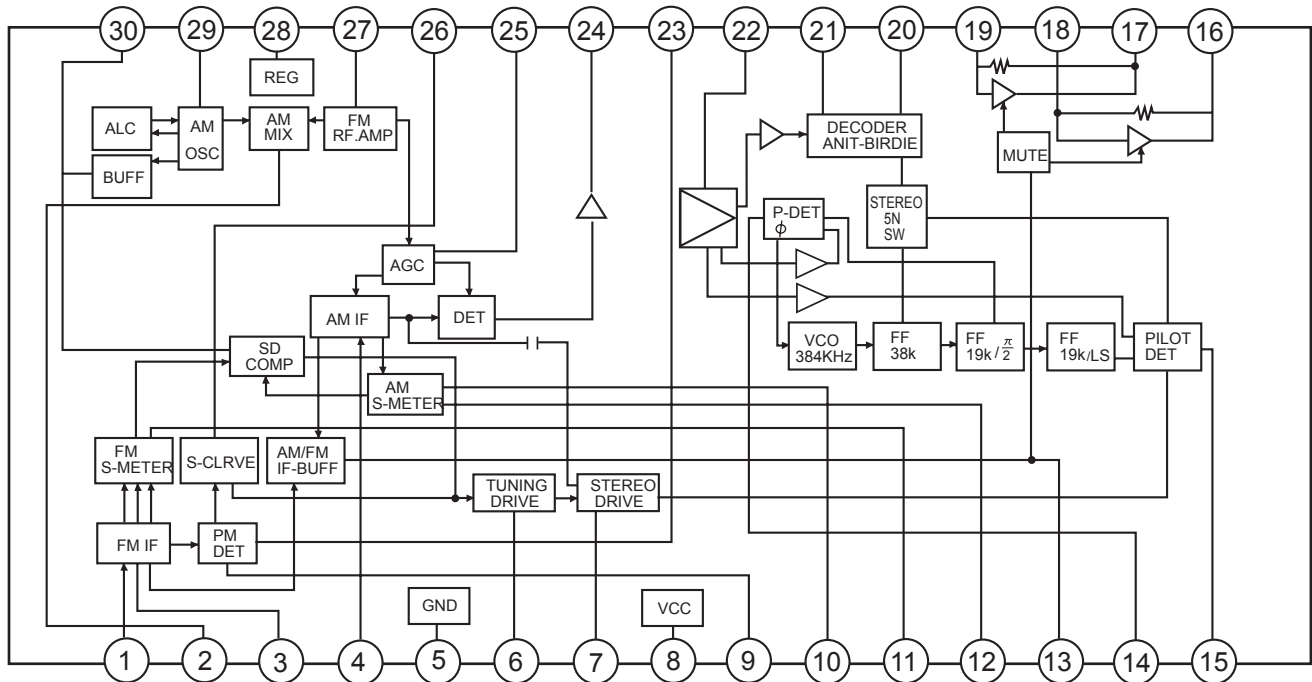 30 29 28 27 26 25 24 23 22 21 20 19 18 17 16
REG
ALC
AM
OSC
AM
MIX
FM
RF.AMP
BUFF
DECODER
ANIT-BIRDIE
MUTE
STEREO
5N
SW
P-DET
ϕ
AGC
AM IF
DET
SD
COMP
VCO
384KHz
FF
38k
FF
19k/π/2
FF
19k/LS
PILOT
DET
AM
S-METER
FM
S-METER
S-CLRVE
AM/FM
IF-BUFF
TUNING
DRIVE
STEREO
DRIVE
FM IF
PM
DET
GND
VCC
1 2 3 4 5 6 7 8 9 10 11 12 13 14 15